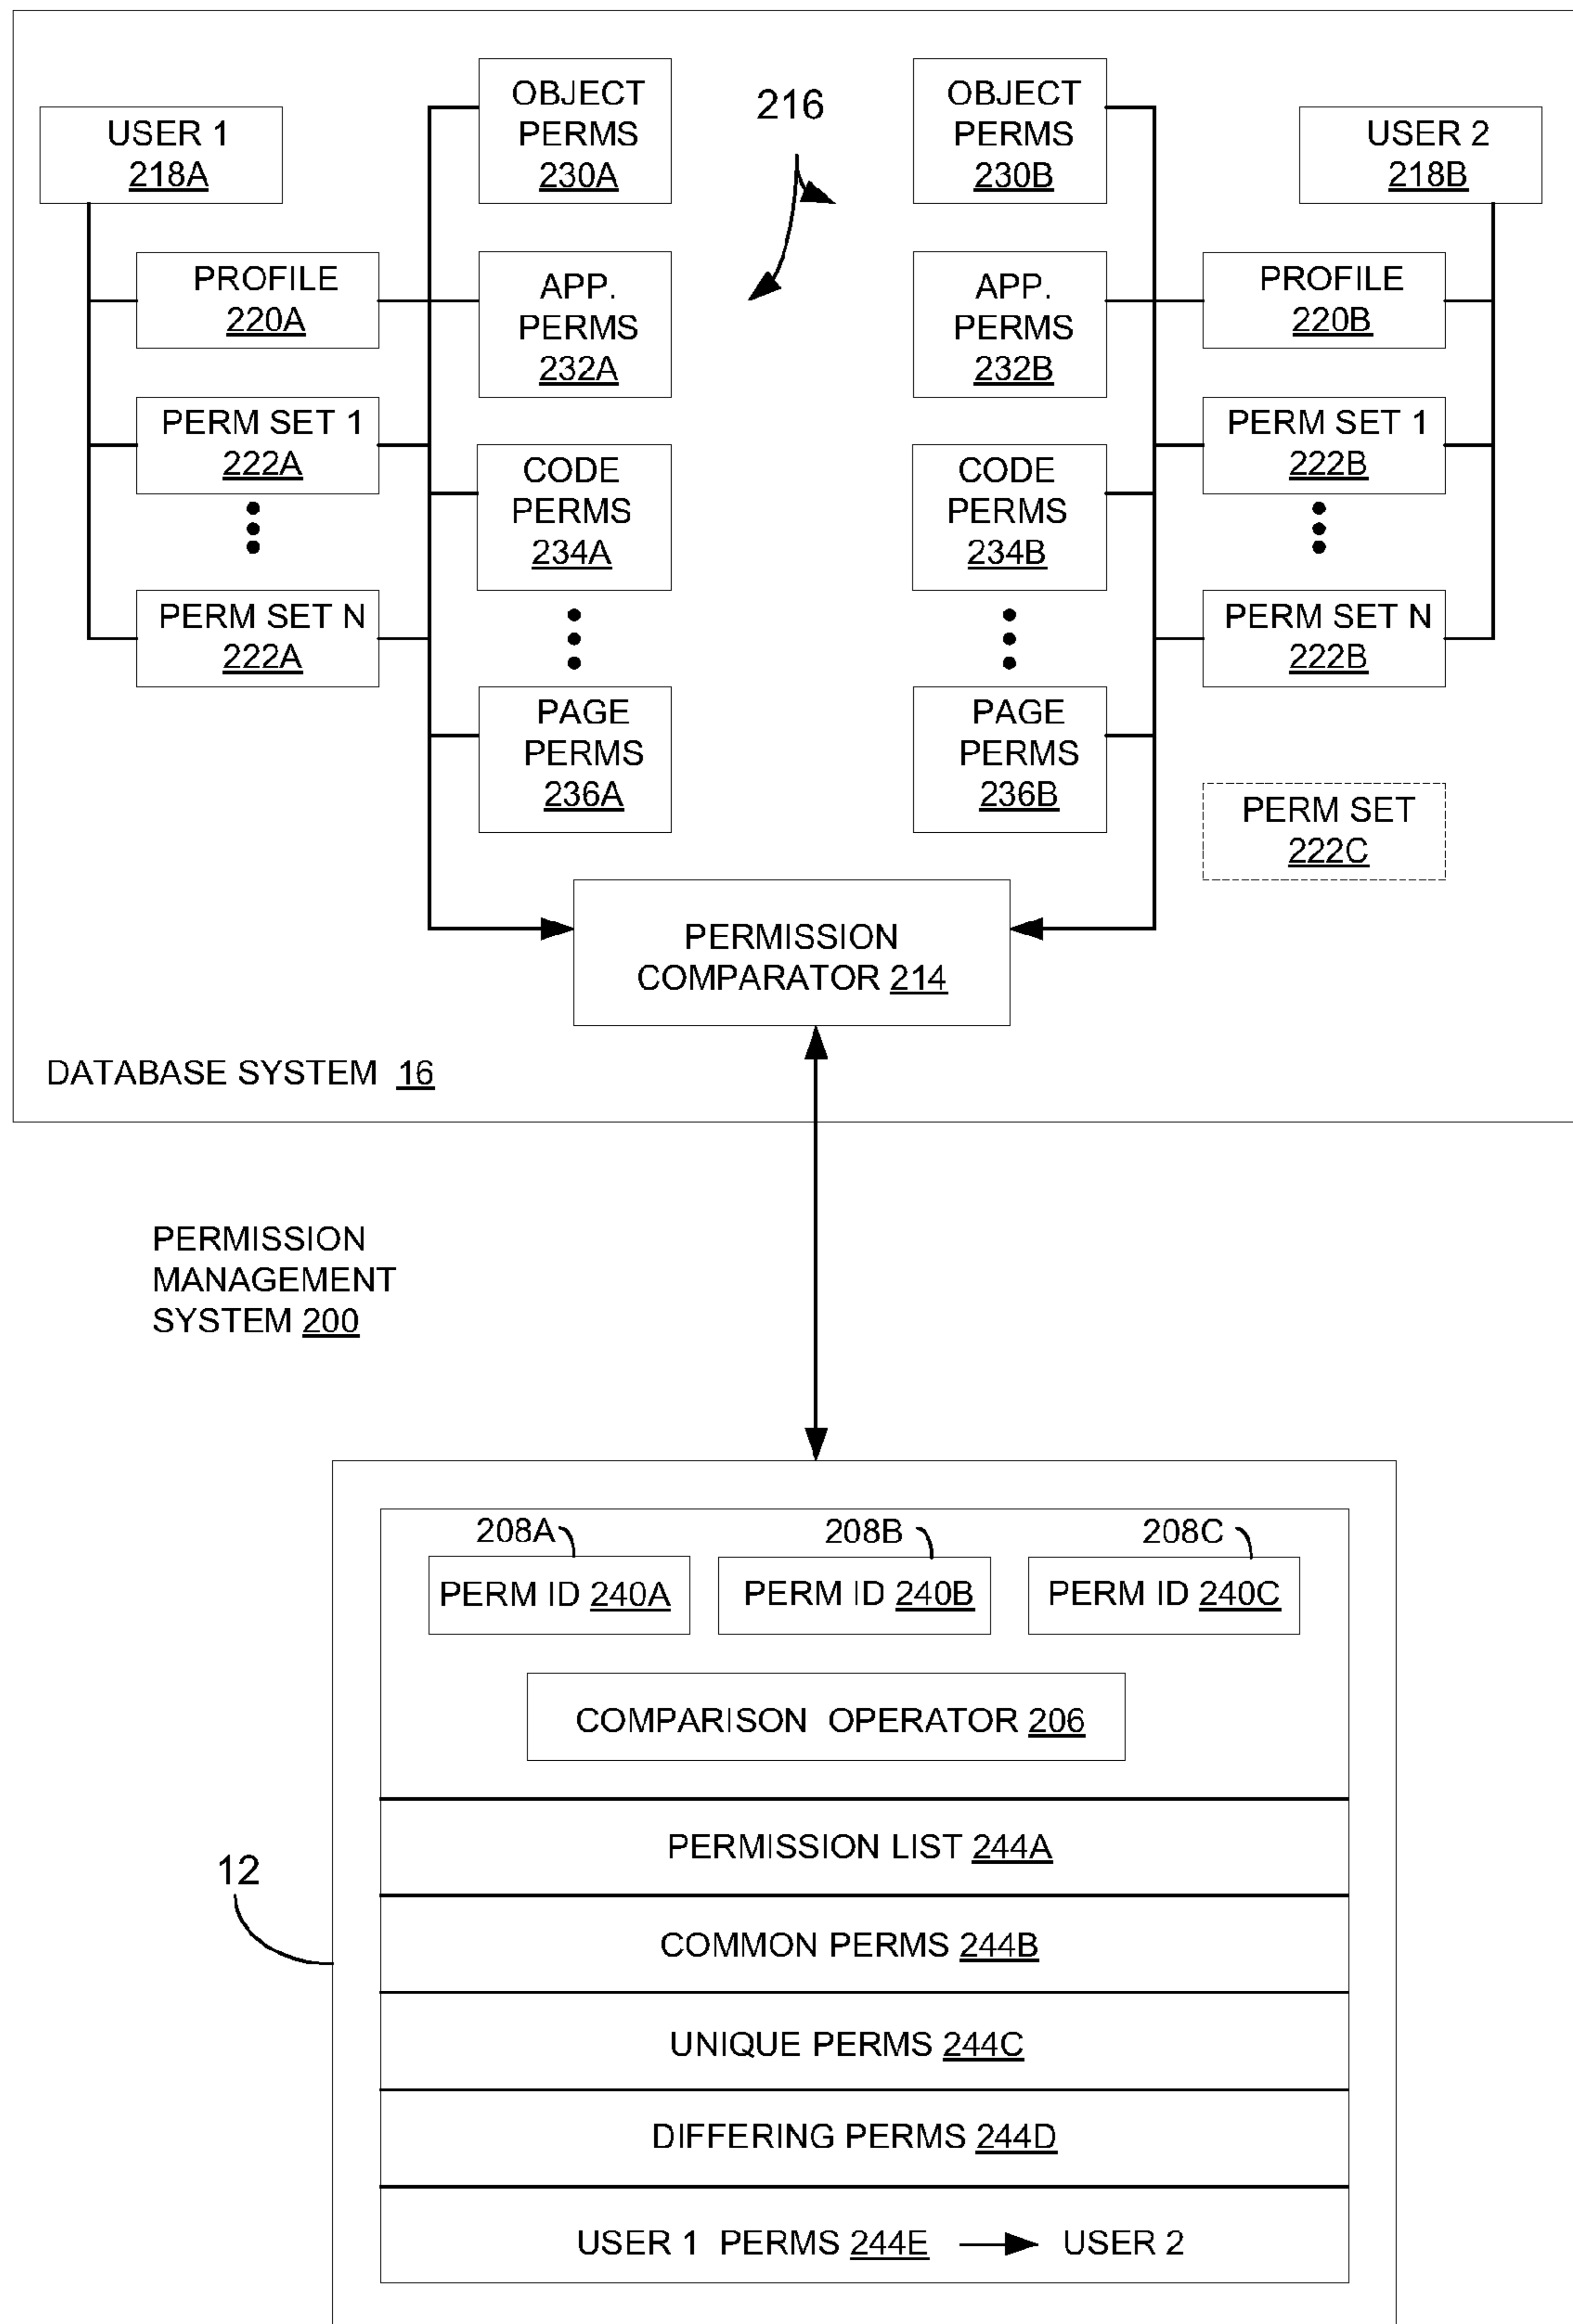 USER 1
218A
PROFILE
220A
PERM SET 1
222A
PERM SET N
222A
OBJECT
PERMS
230A
APP.
PERMS
232A
CODE
PERMS
234A
PAGE
PERMS
236A
216
OBJECT
PERMS
230B
APP.
PERMS
232B
CODE
PERMS
234B
PAGE
PERMS
236B
USER 2
218B
PROFILE
220B
PERM SET 1
222B
PERM SET N
222B
PERM SET
222C
PERMISSION
COMPARATOR 214
DATABASE SYSTEM 16
PERMISSION
MANAGEMENT
SYSTEM 200
208A
208B
208C
PERM ID 240A
PERM ID 240B
PERM ID 240C
COMPARISON OPERATOR 206
PERMISSION LIST 244A
12
COMMON PERMS 244B
UNIQUE PERMS 244C
DIFFERING PERMS 244D
USER 1 PERMS 244E → USER 2